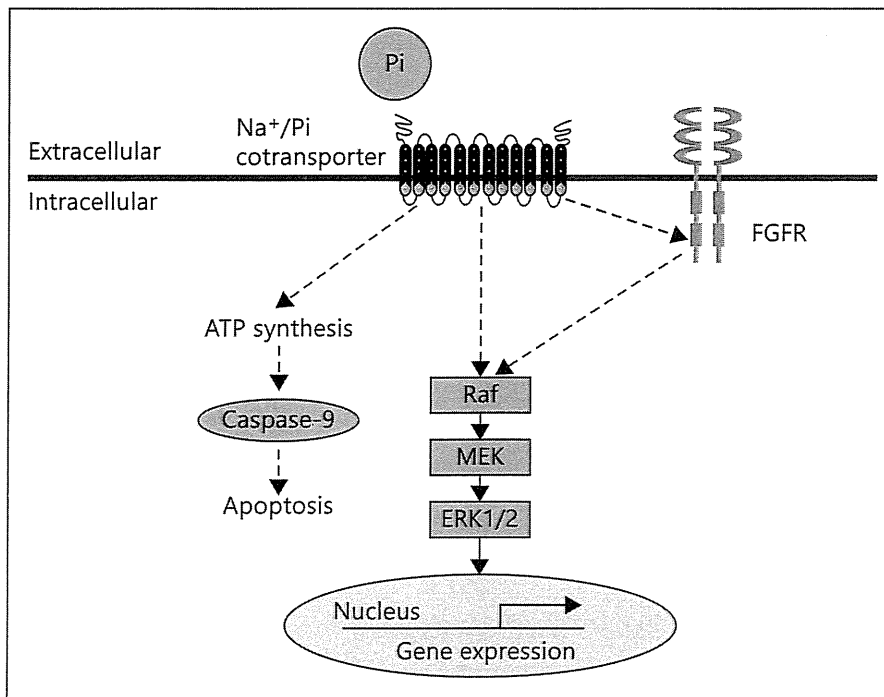 Pi
Na⁺/Pi
cotransporter
Extracellular
Intracellular
FGFR
ATP synthesis
Caspase-9
Apoptosis
Raf
MEK
ERK1/2
Nucleus
Gene expression